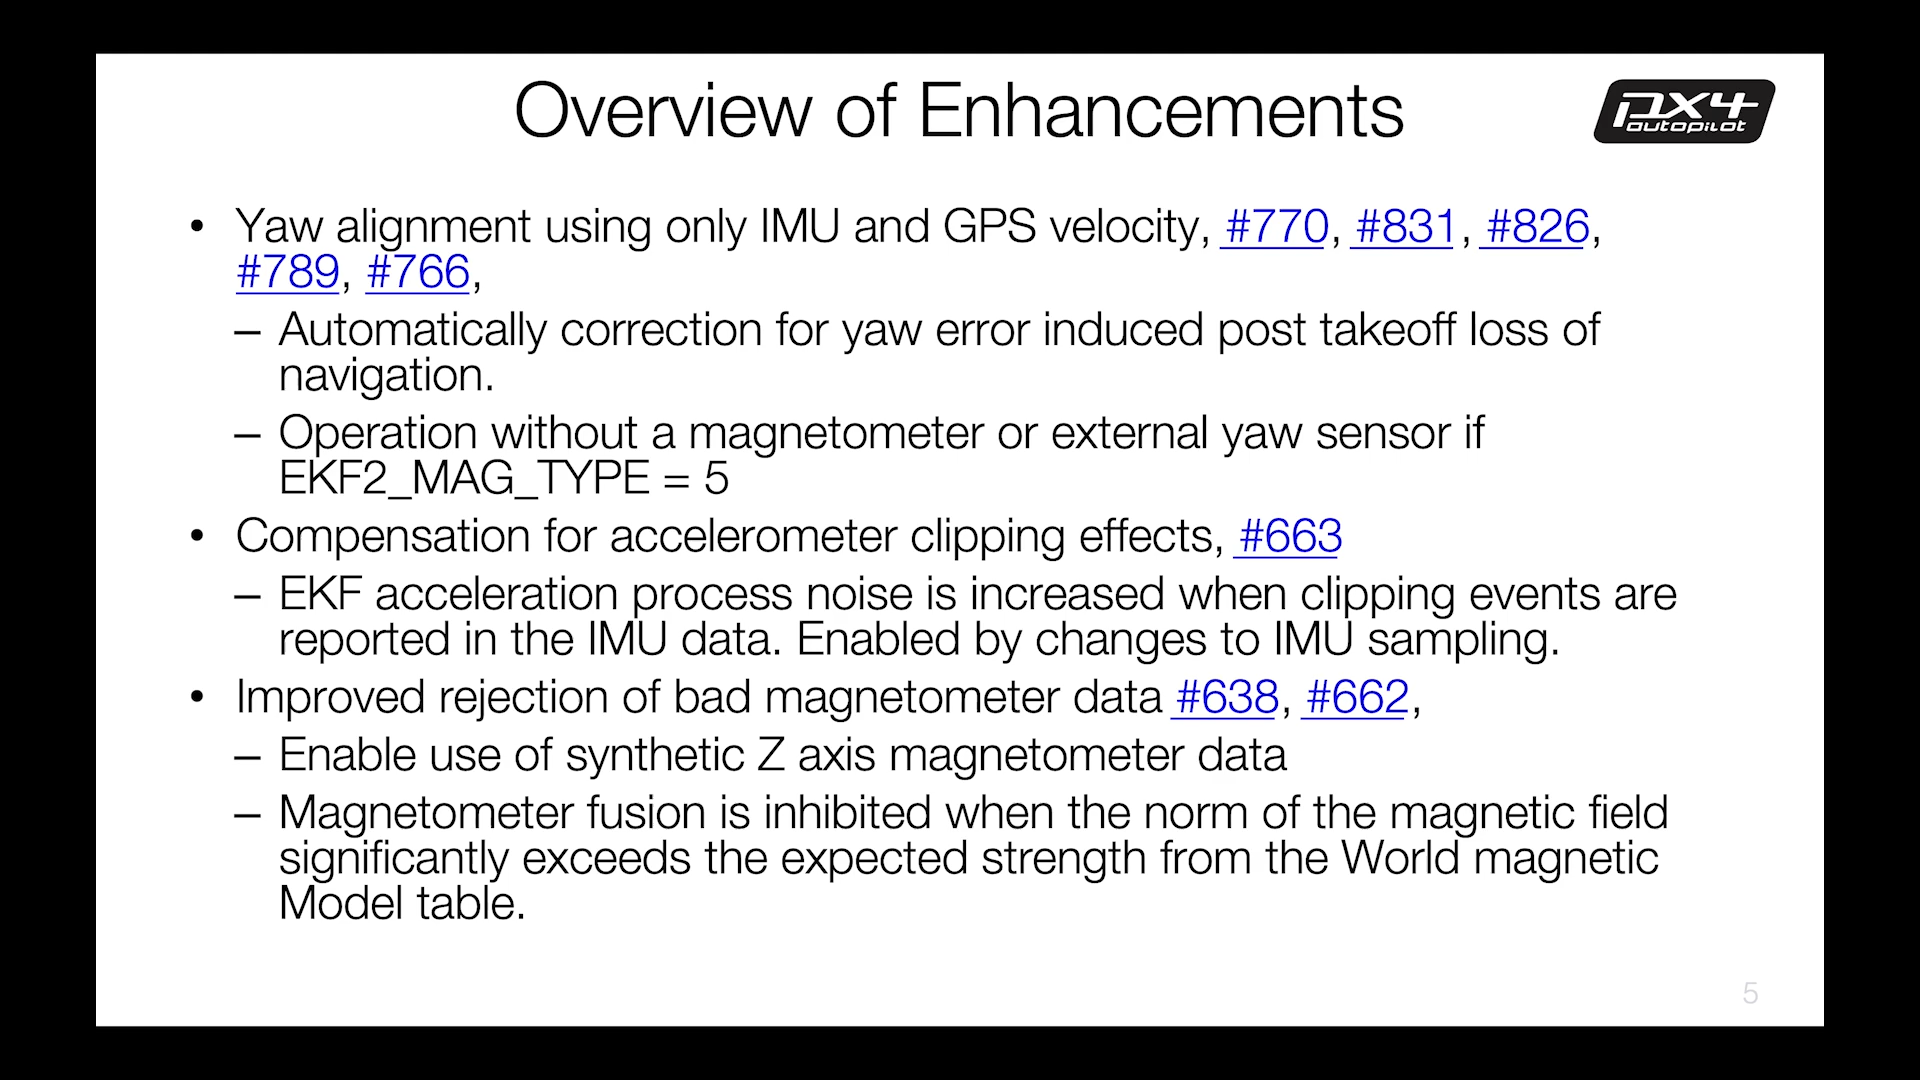 Overview of Enhancements
PX4
autopilot
• Yaw alignment using only IMU and GPS velocity, #770, #831, #826,
#789, #766,
– Automatically correction for yaw error induced post takeoff loss of
navigation.
– Operation without a magnetometer or external yaw sensor if
EKF2_MAG_TYPE = 5
• Compensation for accelerometer clipping effects, #663
– EKF acceleration process noise is increased when clipping events are
reported in the IMU data. Enabled by changes to IMU sampling.
• Improved rejection of bad magnetometer data #638, #662,
– Enable use of synthetic Z axis magnetometer data
– Magnetometer fusion is inhibited when the norm of the magnetic field
significantly exceeds the expected strength from the World magnetic
Model table.
5